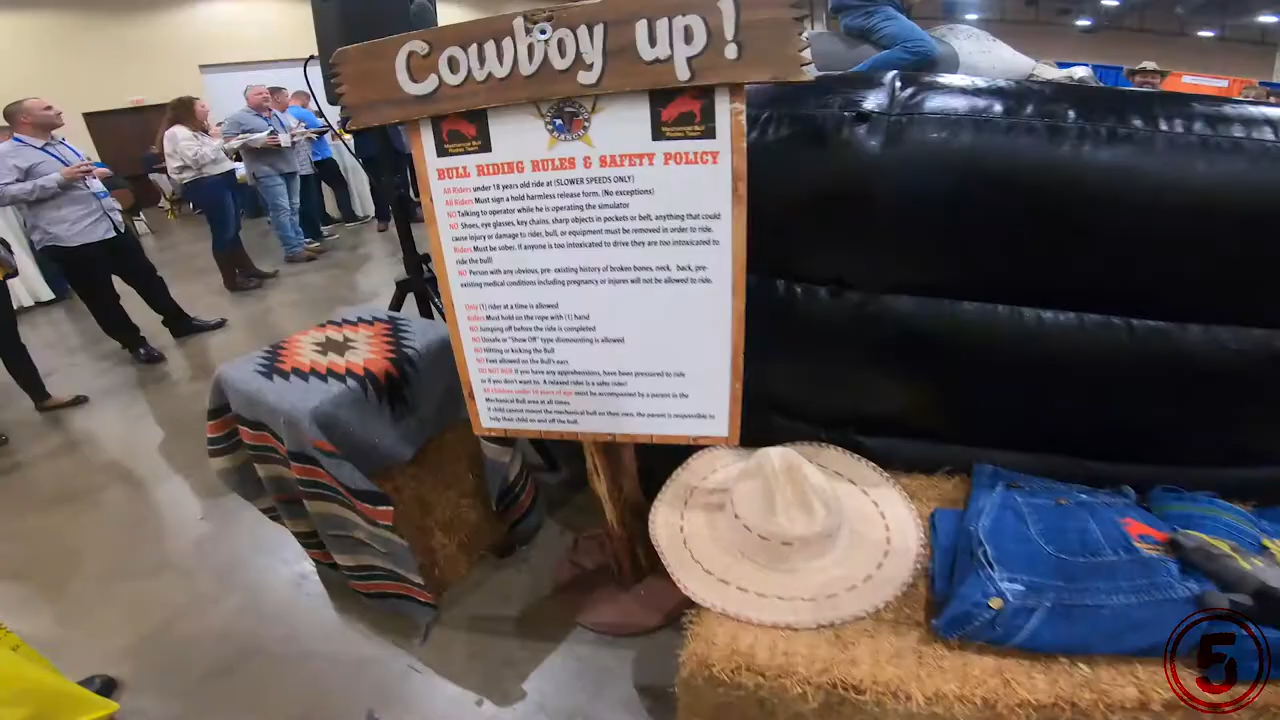 Cowboy up!
Mechanical Bull
Rodeo Team
RANCH
Mechanical Bull
Rodeo Team
BULL RIDING RULES & SAFETY POLICY
All Riders under 18 years old ride at (SLOWER SPEEDS ONLY)
All Riders Must sign a hold harmless release form. (No exceptions)
NO Talking to operator while he is operating the simulator
NO Shoes, eye glasses, key chains, sharp objects in pockets or belt, anything that could
cause injury or damage to rider, bull, or equipment must be removed in order to ride.
Riders Must be sober. If anyone is too intoxicated to drive they are too intoxicated to
ride the bull!
NO Person with any obvious, pre- existing history of broken bones, neck, back, pre-
existing medical conditions including pregnancy or injures will not be allowed to ride.
Only (1) rider at a time is allowed
Riders Must hold on the rope with (1) hand
NO Jumping off before the ride is completed
NO Unsafe or "Show Off" type dismounting is allowed
NO Hitting or kicking the Bull
NO Feet allowed on the Bull's ears
DO NOT RIDE if you have any apprehensions, have been pressured to ride
or if you don't want to. A relaxed rider is a safer rider!
All children under 14 years of age must be accompanied by a parent in the
Mechanical Bull area at all times.
If child cannot mount the mechanical bull on their own, the parent is responsible to
help their child on and off the bull.
5